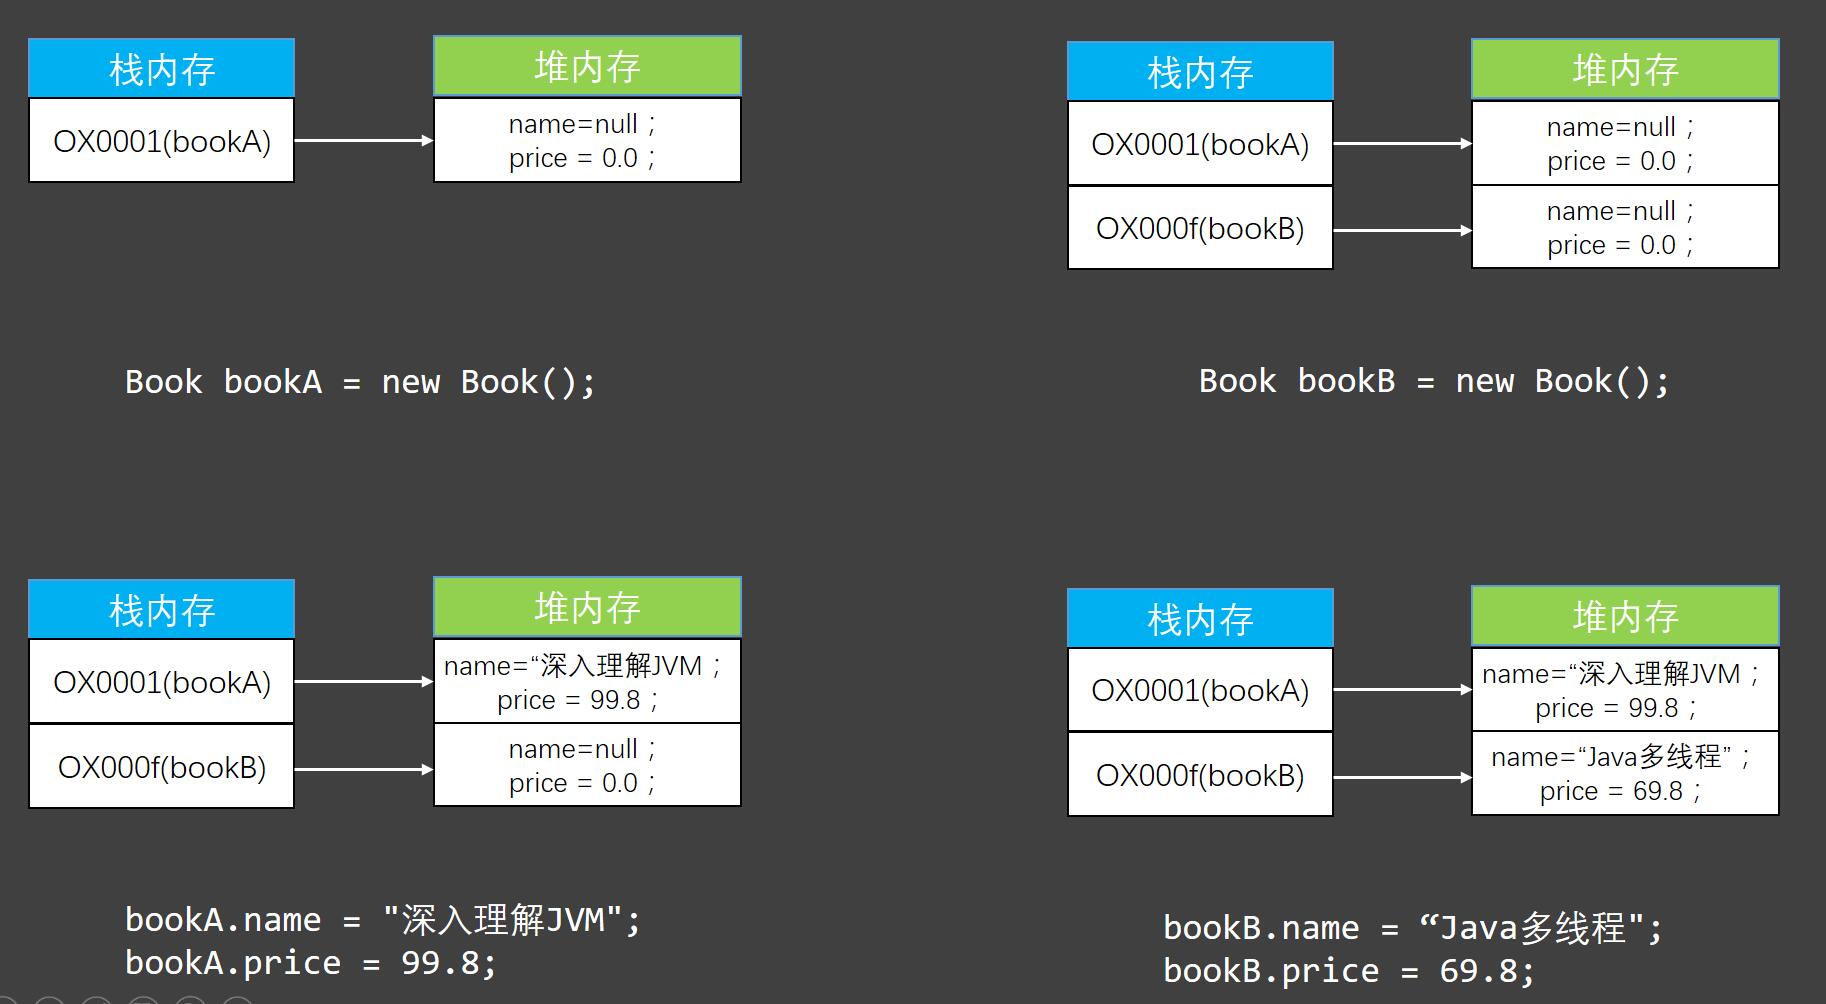 栈内存
堆内存
OX0001(bookA)
name=null；
price = 0.0；
Book bookA = new Book();
栈内存
堆内存
OX0001(bookA)
name=null；
price = 0.0；
OX000f(bookB)
name=null；
price = 0.0；
Book bookB = new Book();
栈内存
堆内存
OX0001(bookA)
name=“深入理解JVM；
price = 99.8；
OX000f(bookB)
name=null；
price = 0.0；
bookA.name = "深入理解JVM";
bookA.price = 99.8;
栈内存
堆内存
OX0001(bookA)
name=“深入理解JVM；
price = 99.8；
OX000f(bookB)
name=“Java多线程”；
price = 69.8；
bookB.name = “Java多线程";
bookB.price = 69.8;